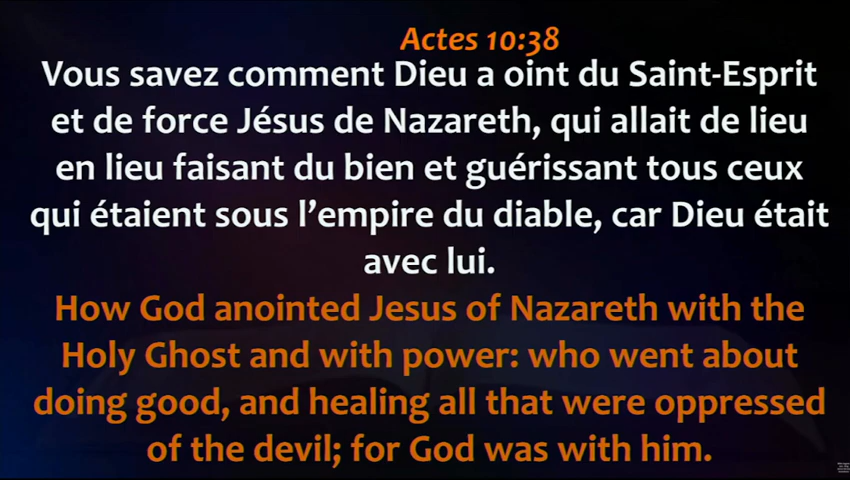 Actes 10:38
Vous savez comment Dieu a oint du Saint-Esprit
et de force Jésus de Nazareth, qui allait de lieu
en lieu faisant du bien et guérissant tous ceux
qui étaient sous l’empire du diable, car Dieu était
avec lui.
How God anointed Jesus of Nazareth with the
Holy Ghost and with power: who went about
doing good, and healing all that were oppressed
of the devil; for God was with him.